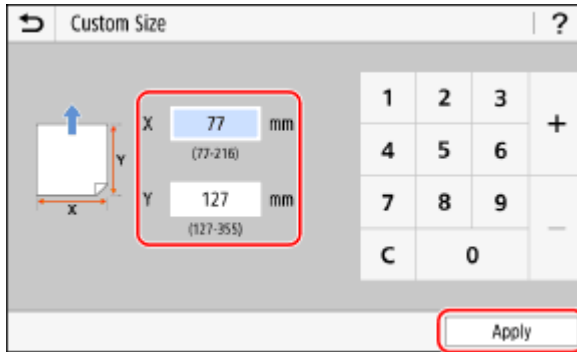 Custom Size
?
X 77 mm
(77-216)
Y 127 mm
(127-355)
Y
X
1 2 3 +
4 5 6
7 8 9 −
C 0
Apply